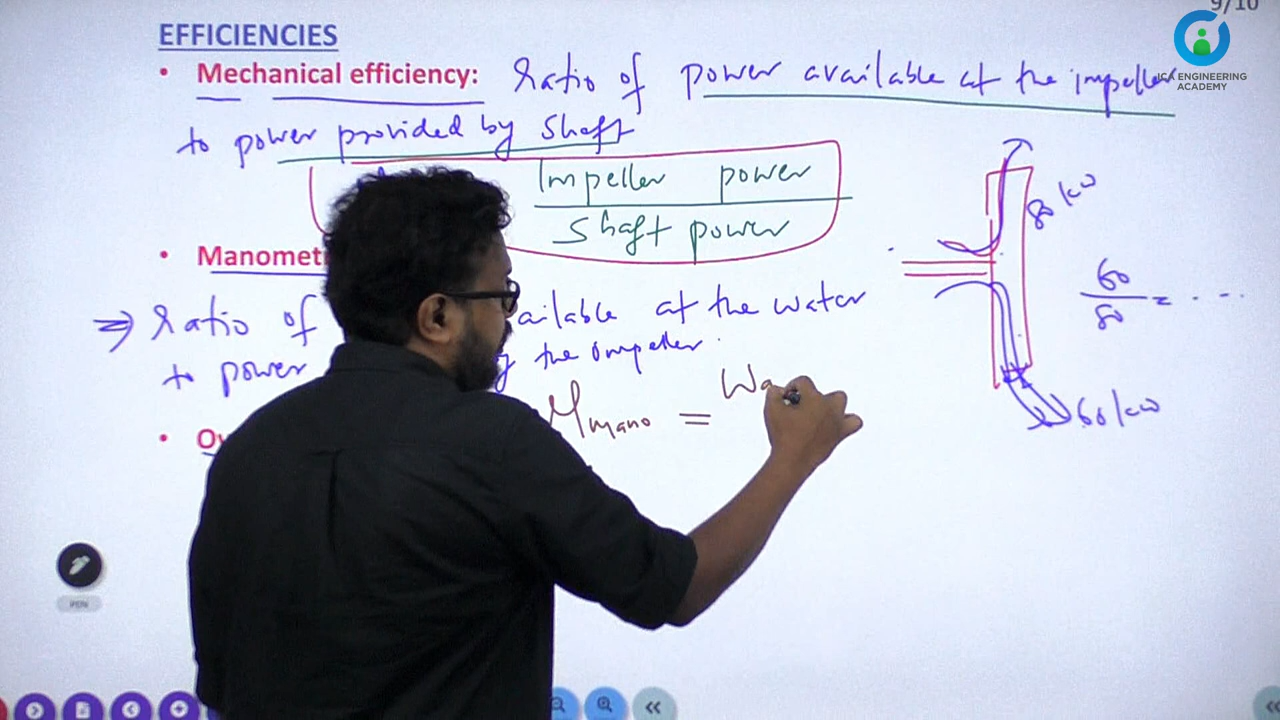 9/10
ICA ENGINEERING
ACADEMY
EFFICIENCIES
• Mechanical efficiency: Ratio of power available at the impeller
to power provided by shaft
Impeller power
Shaft power
80 kW
• Manomet
60
80 = ...
⇒ Ratio of ailable at the water
to power y the impeller.
ηmano = Wa
60 kW
• Ov
PEN